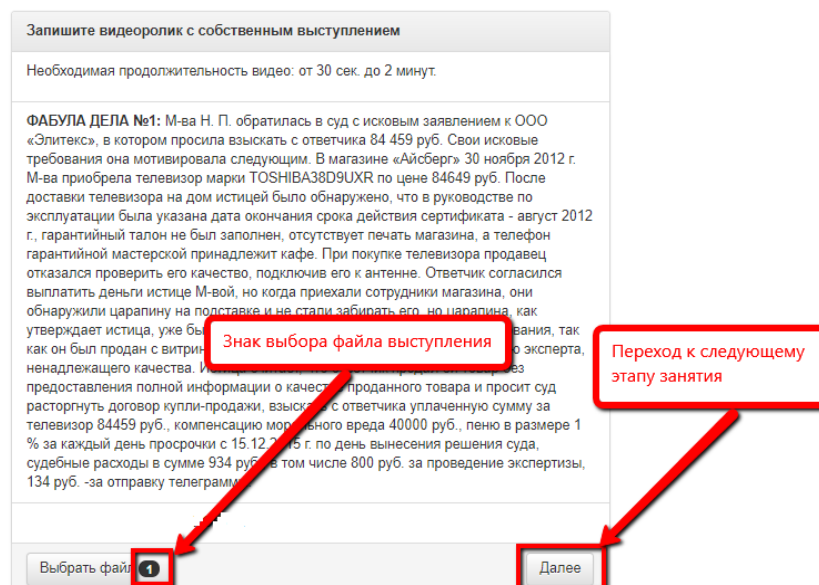 Запишите видеоролик с собственным выступлением
Необходимая продолжительность видео: от 30 сек. до 2 минут.
ФАБУЛА ДЕЛА №1: М-ва Н. П. обратилась в суд с исковым заявлением к ООО
«Элитекс», в котором просила взыскать с ответчика 84 459 руб. Свои исковые
требования она мотивировала следующим. В магазине «Айсберг» 30 ноября 2012 г.
М-ва приобрела телевизор марки TOSHIBA38D9UXR по цене 84649 руб. После
доставки телевизора на дом истицей было обнаружено, что в руководстве по
эксплуатации была указана дата окончания срока действия сертификата - август 2012
г., гарантийный талон не был заполнен, отсутствует печать магазина, а телефон
гарантийной мастерской принадлежит кафе. При покупке телевизора продавец
отказался проверить его качество, подключив его к антенне. Ответчик согласился
выплатить деньги истице М-вой, но когда приехали сотрудники магазина, они
обнаружили царапину на подставке и не стали забирать его, но царапина, как
утверждает истица, уже
как он был продан с витрин
ненадлежащего качества.
предоставления полной информации о качестве проданного товара и просит суд
расторгнуть договор купли-продажи, взыскать с ответчика уплаченную сумму за
телевизор 84459 руб., компенсацию морального вреда 40000 руб., пеню в размере 1
% за каждый день просрочки с 15.12. г. по день вынесения решения суда,
судебные расходы в сумме 934 руб. в том числе 800 руб. за проведение экспертизы,
134 руб. -за отправку телеграмм
Знак выбора файла выступления
так
эксперта,
Переход к следующему
этапу занятия
Выбрать файл 1
Далее